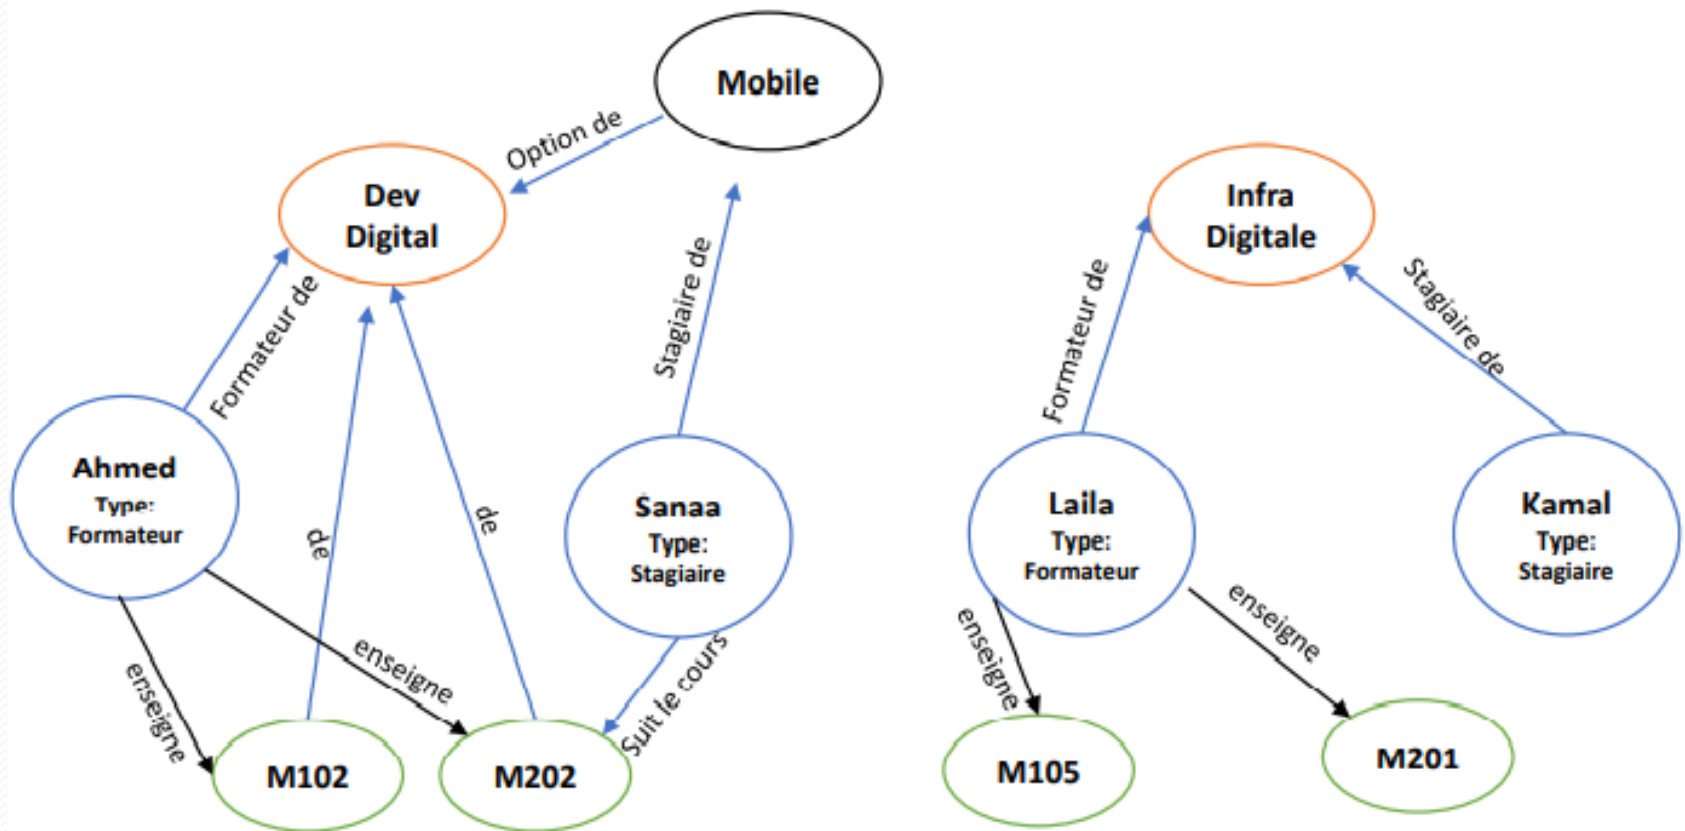 Mobile
Option de
Dev
Digital
Infra
Digitale
Formateur de
Stagiaire de
Formateur de
Stagiaire de
Ahmed
Type:
Formateur
Sanaa
Type:
Stagiaire
Laila
Type:
Formateur
Kamal
Type:
Stagiaire
de
de
enseigne
enseigne
Suit le cours
enseigne
enseigne
M102
M202
M105
M201